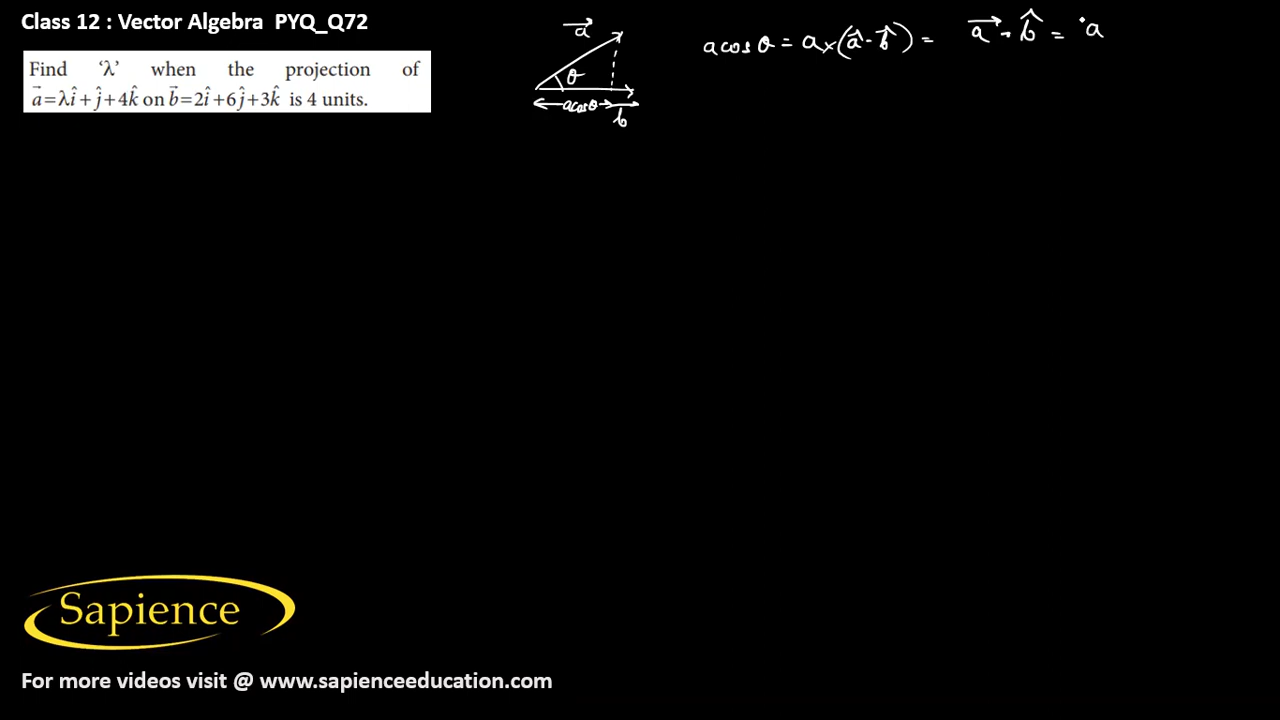 Class 12 : Vector Algebra PYQ_Q72
Find ‘λ’ when the projection of
a⃗=λî+ĵ+4k̂ on b⃗=2î+6ĵ+3k̂ is 4 units.
a⃗
θ
acosθ
b
a cos θ = a×(â·b̂) = a⃗·b̂ = a
Sapience
For more videos visit @ www.sapienceeducation.com